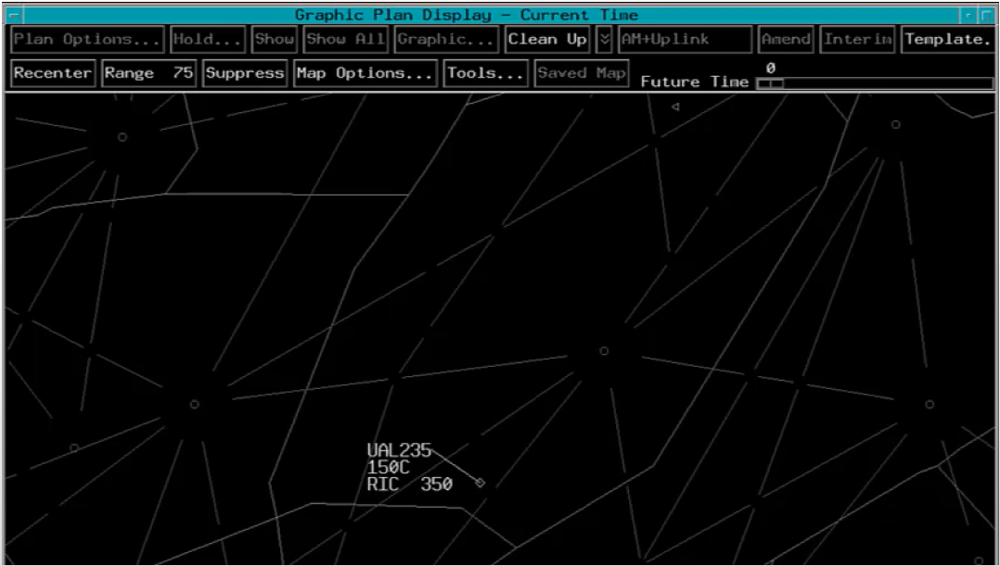 Graphic Plan Display - Current Time
Plan Options... Hold... Show Show All Graphic... Clean Up AM+Uplink Amend Interim Template.
Recenter Range 75 Suppress Map Options... Tools... Saved Map Future Time 0
UAL235
150C
RIC 350